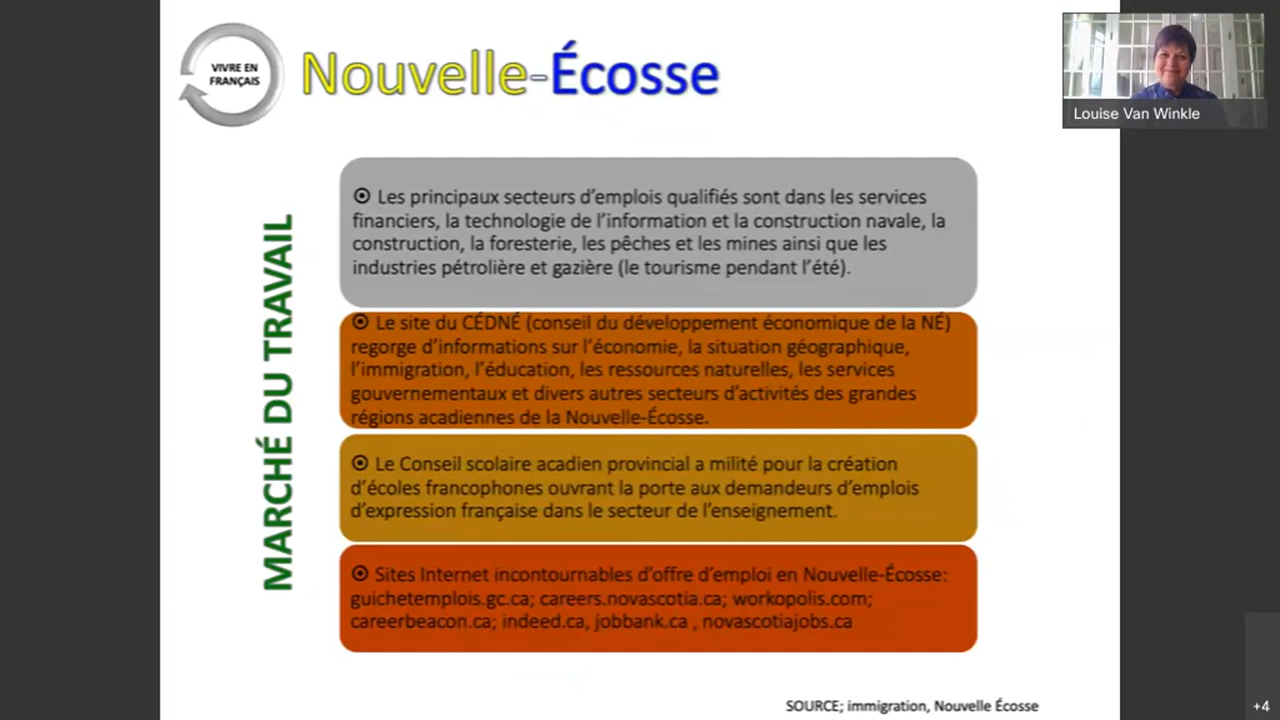 VIVRE EN
FRANÇAIS
Nouvelle-Écosse
Louise Van Winkle
MARCHÉ DU TRAVAIL
Les principaux secteurs d'emplois qualifiés sont dans les services
financiers, la technologie de l'information et la construction navale, la
construction, la foresterie, les pêches et les mines ainsi que les
industries pétrolière et gazière (le tourisme pendant l'été).
Le site du CÉDNÉ (conseil du développement économique de la NÉ)
regorge d'informations sur l'économie, la situation géographique,
l'immigration, l'éducation, les ressources naturelles, les services
gouvernementaux et divers autres secteurs d'activités des grandes
régions acadiennes de la Nouvelle-Écosse.
Le Conseil scolaire acadien provincial a milité pour la création
d'écoles francophones ouvrant la porte aux demandeurs d'emplois
d'expression française dans le secteur de l'enseignement.
Sites Internet incontournables d'offre d'emploi en Nouvelle-Écosse:
guichetemplois.gc.ca; careers.novascotia.ca; workopolis.com;
careerbeacon.ca; indeed.ca, jobbank.ca , novascotiajobs.ca
SOURCE; immigration, Nouvelle Écosse
+4